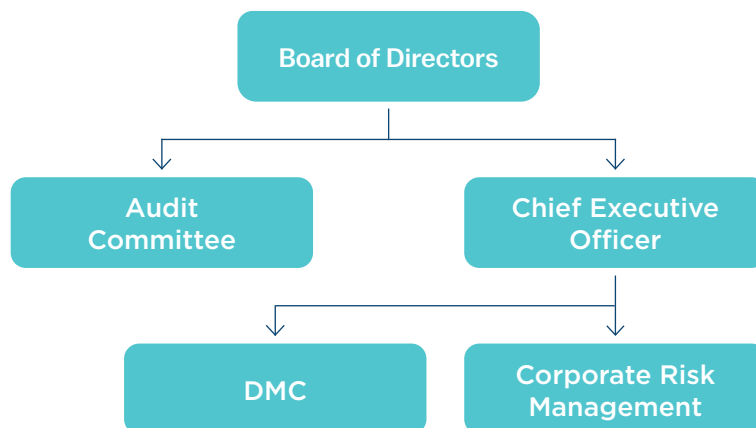 Board of Directors
Audit
Committee
Chief Executive
Officer
DMC
Corporate Risk
Management